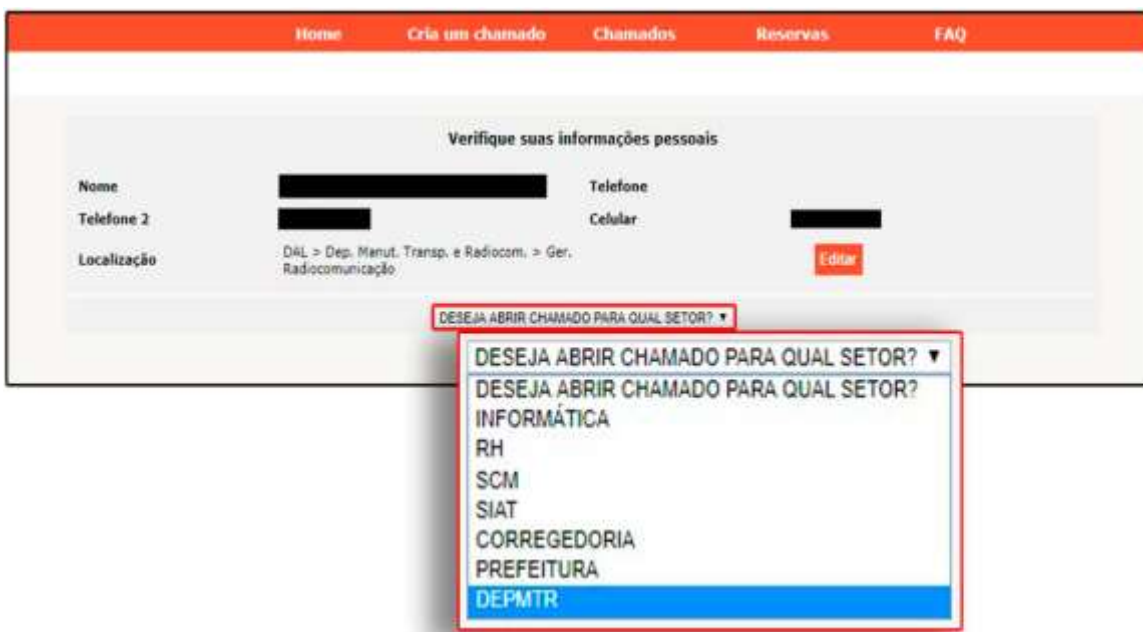 Home Cria um chamado Chamados Reservas FAQ
Verifique suas informações pessoais
Nome Telefone
Telefone 2 Celular
Localização DAL > Dep. Manut. Transp. e Radiocom. > Ger. Radiocomunicação Editar
DESEJA ABRIR CHAMADO PARA QUAL SETOR? ▼
DESEJA ABRIR CHAMADO PARA QUAL SETOR? ▼
DESEJA ABRIR CHAMADO PARA QUAL SETOR?
INFORMÁTICA
RH
SCM
SIAT
CORREGEDORIA
PREFEITURA
DEPMTR